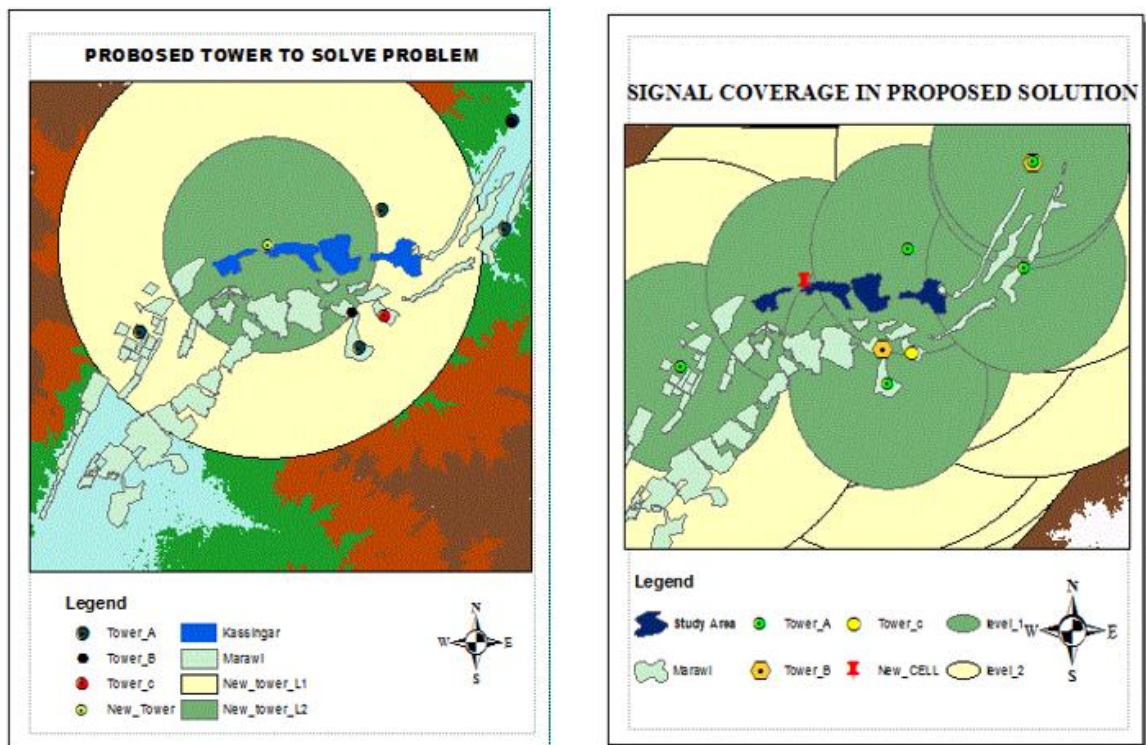 PROBOSED TOWER TO SOLVE PROBLEM
Legend
Tower_A
Kassingar
Tower_B
Marawi
Tower_c
New_tower_L1
New_Tower
New_tower_L2
N
W
E
S
SIGNAL COVERAGE IN PROPOSED SOLUTION
Legend
Study Area
Tower_A
Tower_c
level_1
Marawi
Tower_B
New_CELL
level_2
N
W
E
S